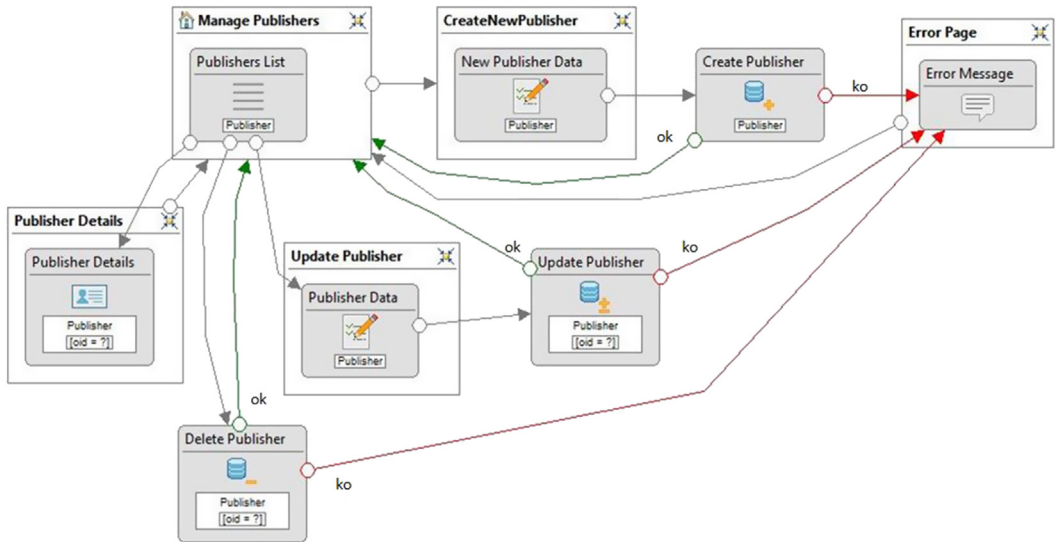 Manage Publishers
Publishers List
Publisher
CreateNewPublisher
New Publisher Data
Publisher
Create Publisher
Publisher
ko
ok
Error Page
Error Message
Publisher Details
Publisher Details
Publisher
[oid = ?]
Update Publisher
Publisher Data
Publisher
ok
Update Publisher
Publisher
[oid = ?]
ko
ok
Delete Publisher
Publisher
[oid = ?]
ko